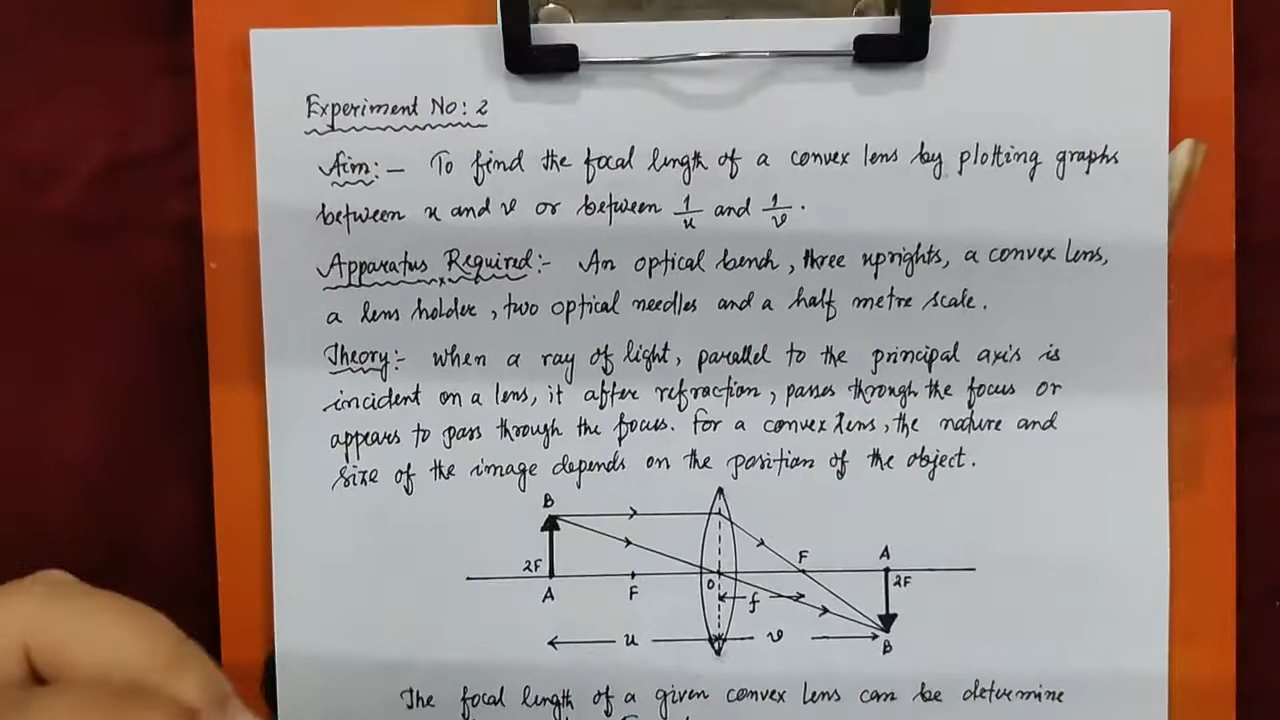 Experiment No: 2
Aim:- To find the focal length of a convex lens by plotting graphs
between u and v or between 1/u and 1/v.
Apparatus Required:- An optical bench, three uprights, a convex lens,
a lens holder, two optical needles and a half metre scale.
Theory:- When a ray of light, parallel to the principal axis is
incident on a lens, it after refraction, passes through the focus or
appears to pass through the focus. For a convex lens, the nature and
size of the image depends on the position of the object.
B
2F
A
F
O
f
F
A
2F
B
u
v
The focal length of a given convex lens can be determine